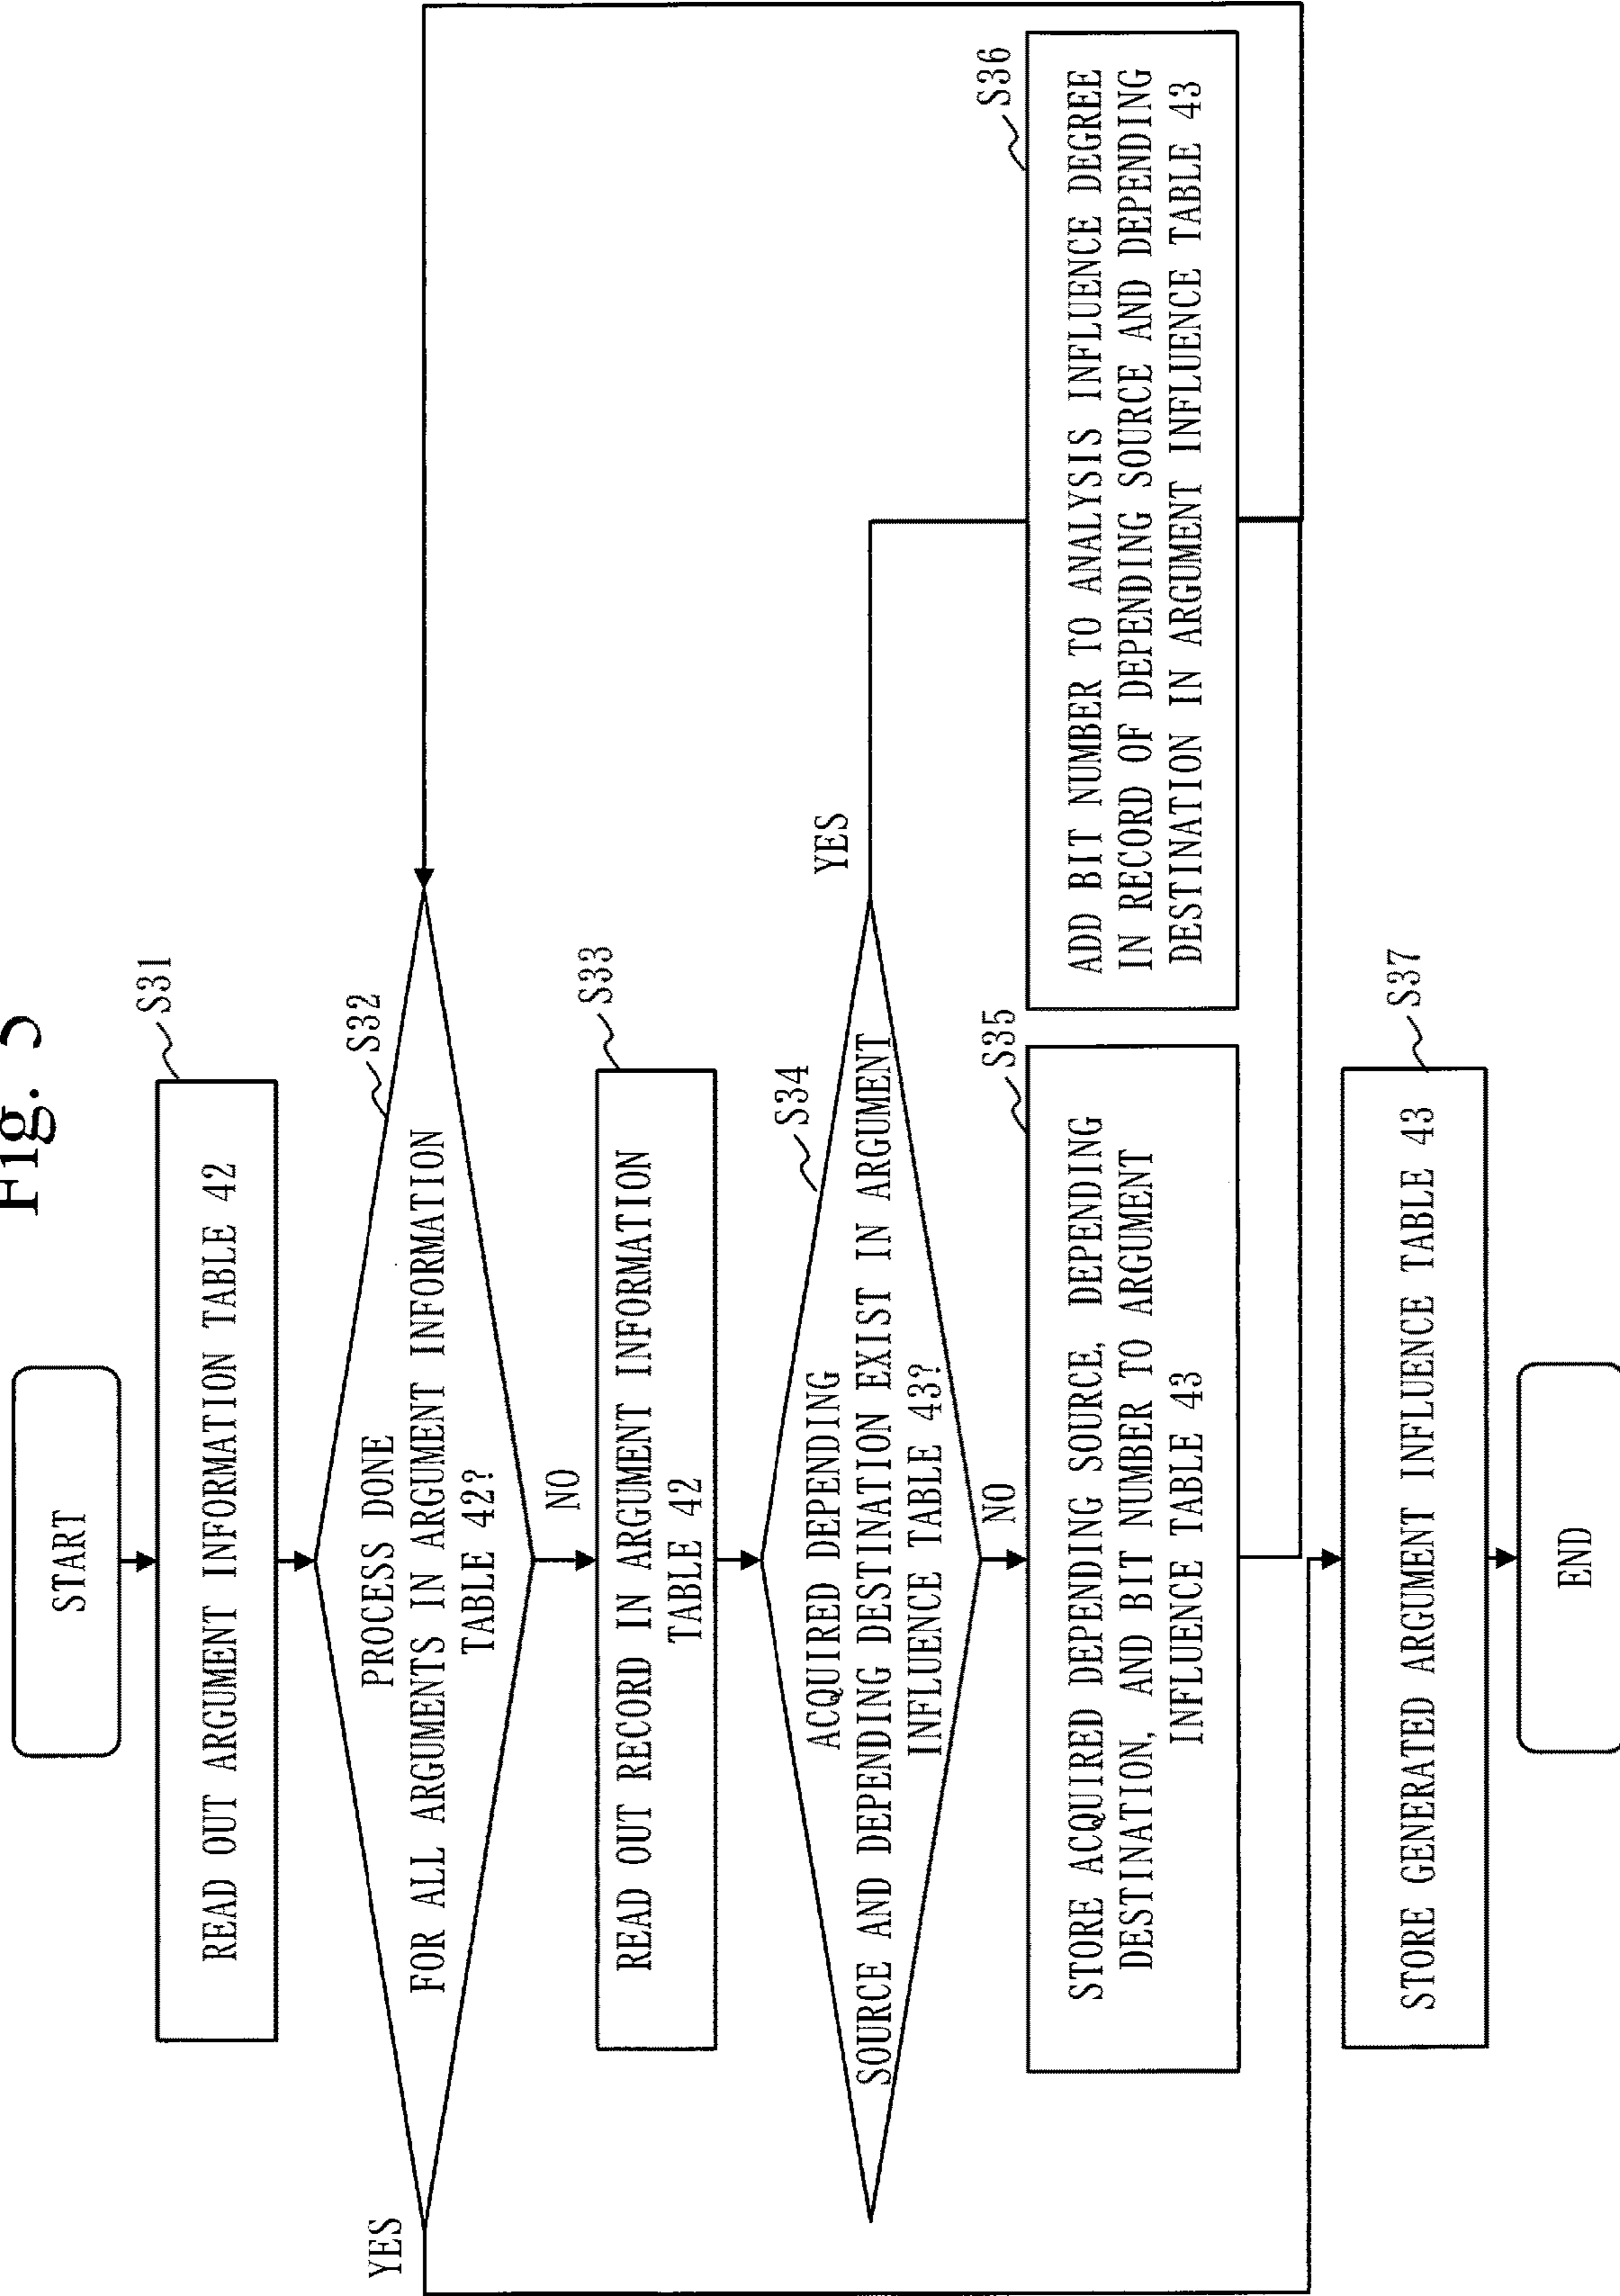 Fig.
START
S31
READ OUT ARGUMENT INFORMATION TABLE 42
S32
PROCESS DONE
FOR ALL ARGUMENTS IN ARGUMENT INFORMATION
TABLE 42?
YES
NO
S33
READ OUT RECORD IN ARGUMENT INFORMATION
TABLE 42
S34
ACQUIRED DEPENDING
SOURCE AND DEPENDING DESTINATION EXIST IN ARGUMENT
INFLUENCE TABLE 43?
YES
NO
S35
STORE ACQUIRED DEPENDING SOURCE, DEPENDING
DESTINATION, AND BIT NUMBER TO ARGUMENT
INFLUENCE TABLE 43
S36
ADD BIT NUMBER TO ANALYSIS INFLUENCE DEGREE
IN RECORD OF DEPENDING SOURCE AND DEPENDING
DESTINATION IN ARGUMENT INFLUENCE TABLE 43
S37
STORE GENERATED ARGUMENT INFLUENCE TABLE 43
END